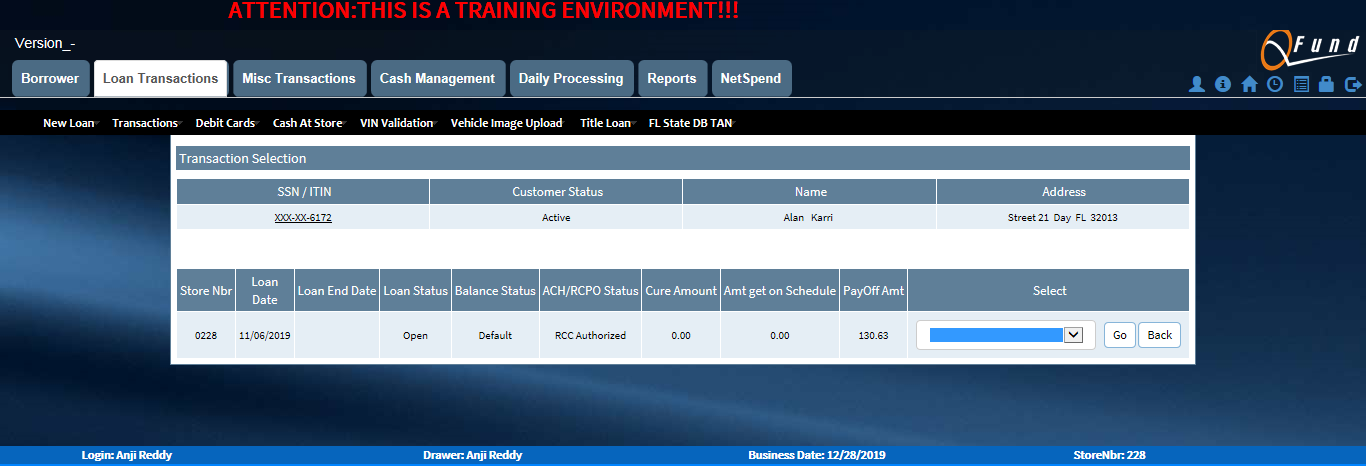 ATTENTION:THIS IS A TRAINING ENVIRONMENT!!!
Version_-
QFund
Borrower Loan Transactions Misc Transactions Cash Management Daily Processing Reports NetSpend
New Loan Transactions Debit Cards Cash At Store VIN Validation Vehicle Image Upload Title Loan FL State DB TAN
Transaction Selection
SSN / ITIN Customer Status Name Address
XXX-XX-6172 Active Alan Karri Street 21 Day FL 32013
Store Nbr Loan Date Loan End Date Loan Status Balance Status ACH/RCPO Status Cure Amount Amt get on Schedule PayOff Amt Select
0228 11/06/2019 Open Default RCC Authorized 0.00 0.00 130.63 Go Back
Login: Anji Reddy Drawer: Anji Reddy Business Date: 12/28/2019 StoreNbr: 228